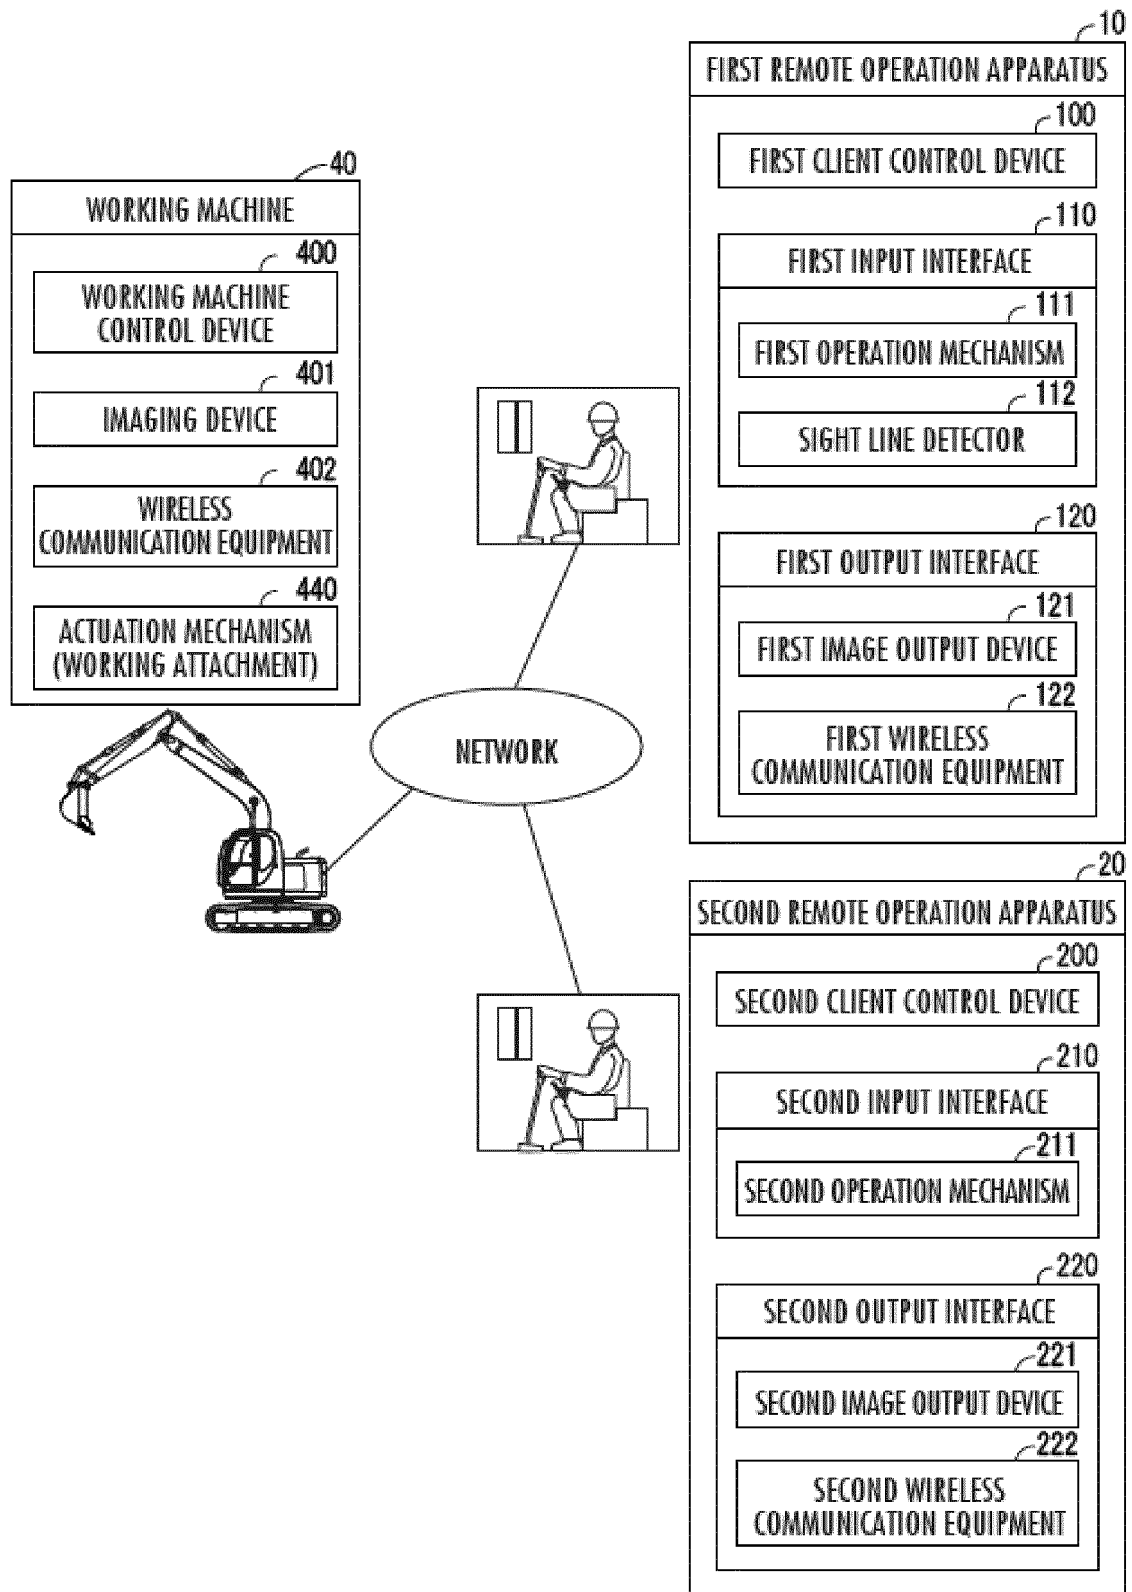 40
WORKING MACHINE
400
WORKING MACHINE
CONTROL DEVICE
401
IMAGING DEVICE
402
WIRELESS
COMMUNICATION EQUIPMENT
440
ACTUATION MECHANISM
(WORKING ATTACHMENT)
NETWORK
10
FIRST REMOTE OPERATION APPARATUS
100
FIRST CLIENT CONTROL DEVICE
110
FIRST INPUT INTERFACE
111
FIRST OPERATION MECHANISM
112
SIGHT LINE DETECTOR
120
FIRST OUTPUT INTERFACE
121
FIRST IMAGE OUTPUT DEVICE
122
FIRST WIRELESS
COMMUNICATION EQUIPMENT
20
SECOND REMOTE OPERATION APPARATUS
200
SECOND CLIENT CONTROL DEVICE
210
SECOND INPUT INTERFACE
211
SECOND OPERATION MECHANISM
220
SECOND OUTPUT INTERFACE
221
SECOND IMAGE OUTPUT DEVICE
222
SECOND WIRELESS
COMMUNICATION EQUIPMENT